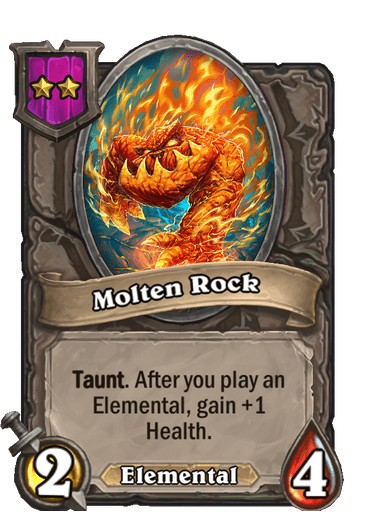 Molten Rock
Taunt. After you play an
Elemental, gain +1
Health.
2
Elemental
4